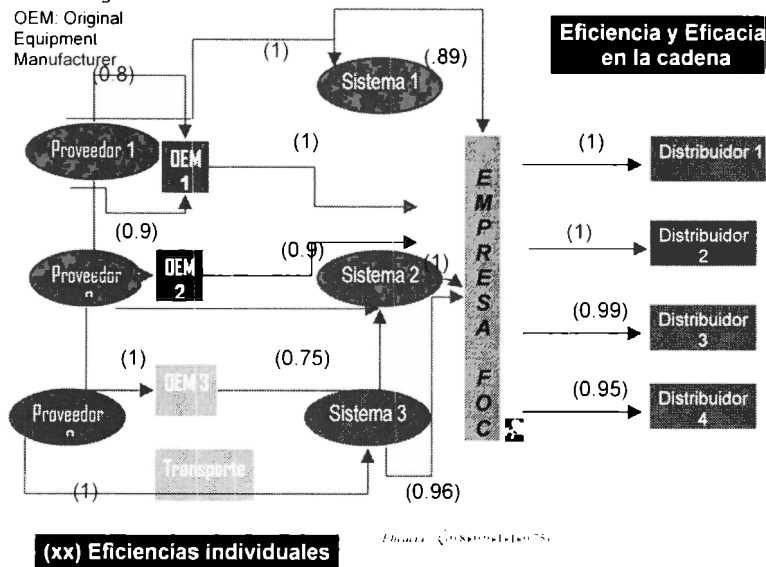 OEM: Original
Equipment
Manufacturer
(0.8)
(1)
(.89)
Sistema 1
Eficiencia y Eficacia
en la cadena
Proveedor 1
OEM
1
(1)
(1)
Distribuidor 1
(0.9)
(0.9)
Proveedor
OEM
2
Sistema 2
(1)
EMPRESA FOC
(1)
Distribuidor
2
(0.99)
Distribuidor
3
(1)
OEM 3
(0.75)
Proveedor
Sistema 3
(0.95)
Distribuidor
4
Transporte
(1)
(0.96)
(xx) Eficiencias individuales